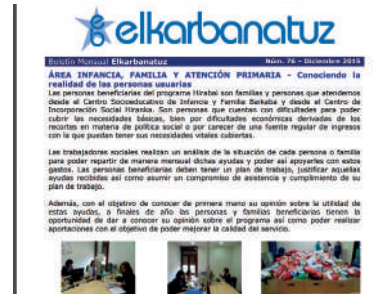 elkarbanatuz
Boletín Mensual Elkarbanatuz Núm. 76 - Diciembre 2015
ÁREA INFANCIA, FAMILIA Y ATENCIÓN PRIMARIA - Conociendo la
realidad de las personas usuarias
Las personas beneficiarias del programa Hirabai son familias y personas que atendemos
desde el Centro Socioeducativo de Infancia y Familia Beikaba y desde el Centro de
Incorporación Social Hiranka. Son personas que cuentan con dificultades para poder
cubrir las necesidades básicas, bien por dificultades económicas derivadas de los
recortes en materia de política social o por carecer de una fuente regular de ingresos
con la que puedan tener sus necesidades vitales cubiertas.
Las trabajadoras sociales realizan un análisis de la situación de cada persona o familia
para poder repartir de manera mensual dichas ayudas y poder así apoyarles con estos
gastos. Las personas beneficiarias deben tener un plan de trabajo, justificar aquellas
ayudas recibidas así como asumir un compromiso de asistencia y cumplimiento de su
plan de trabajo.
Además, con el objetivo de conocer de primera mano su opinión sobre la utilidad de
estas ayudas, a finales de año las personas y familias beneficiarias tienen la
oportunidad de dar a conocer su opinión sobre el programa así como poder realizar
aportaciones con el objetivo de poder mejorar la calidad del servicio.